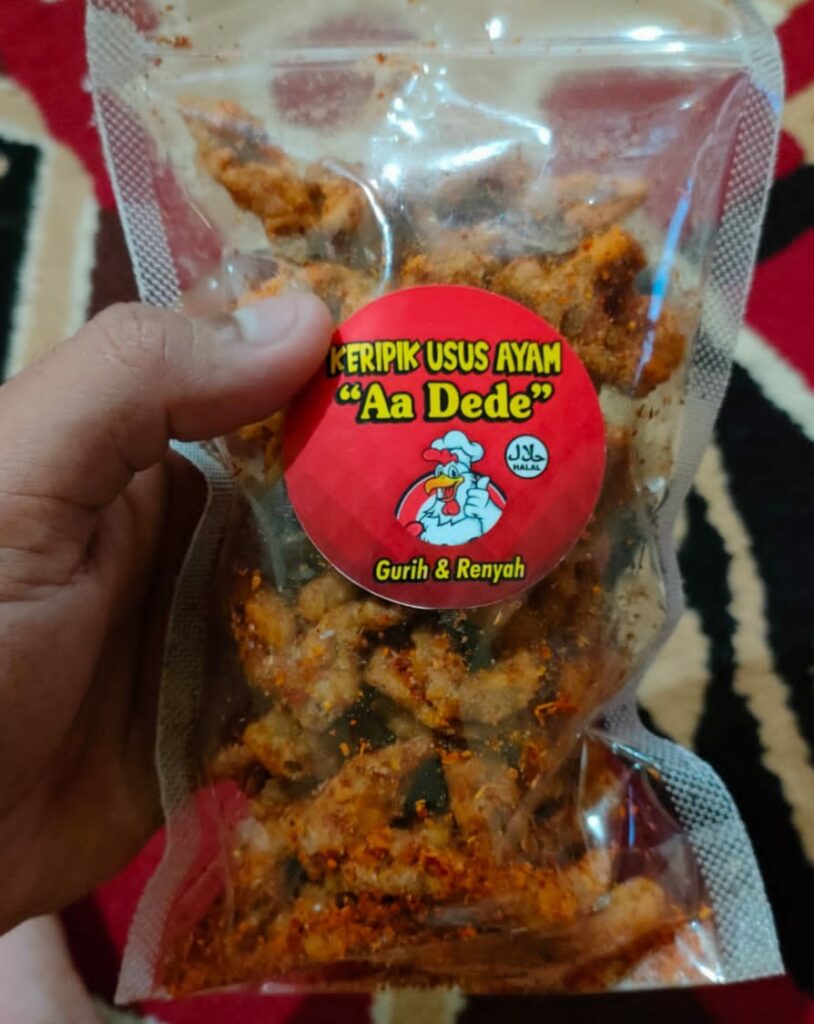 KERIPIK USUS AYAM
“Aa Dede”
حلال
HALAL
Gurih & Renyah